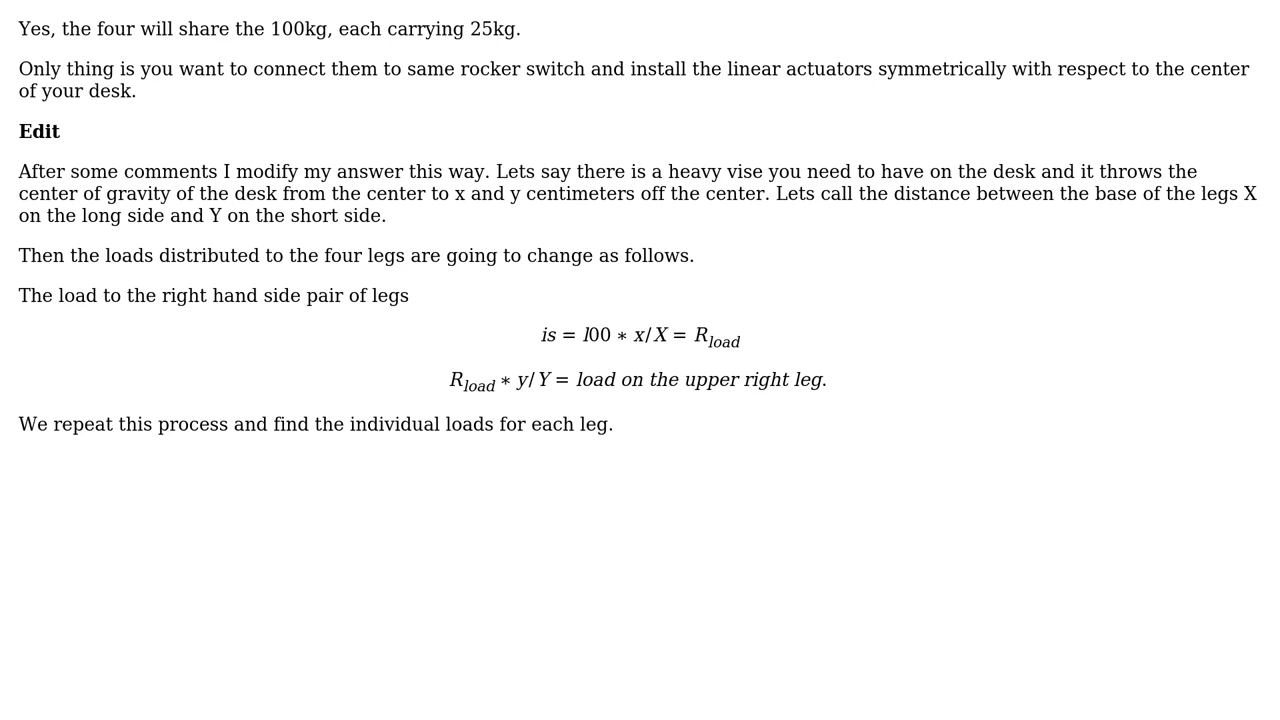 Yes, the four will share the 100kg, each carrying 25kg.
Only thing is you want to connect them to same rocker switch and install the linear actuators symmetrically with respect to the center
of your desk.
Edit
After some comments I modify my answer this way. Lets say there is a heavy vise you need to have on the desk and it throws the
center of gravity of the desk from the center to x and y centimeters off the center. Lets call the distance between the base of the legs X
on the long side and Y on the short side.
Then the loads distributed to the four legs are going to change as follows.
The load to the right hand side pair of legs
is = l00 ∗ x/X = R_load
R_load ∗ y/Y = load on the upper right leg.
We repeat this process and find the individual loads for each leg.